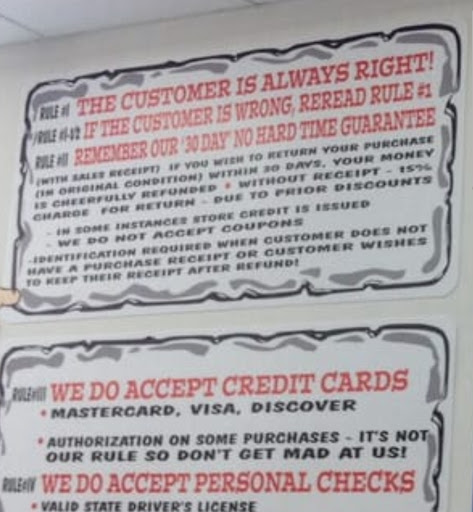 RULE #I THE CUSTOMER IS ALWAYS RIGHT!
RULE #I-1/2 IF THE CUSTOMER IS WRONG, REREAD RULE #1
RULE #II REMEMBER OUR '30 DAY' NO HARD TIME GUARANTEE
(WITH SALES RECEIPT) IF YOU WISH TO RETURN YOUR PURCHASE
(IN ORIGINAL CONDITION) WITHIN 30 DAYS, YOUR MONEY
IS CHEERFULLY REFUNDED * WITHOUT RECEIPT - 15%
CHARGE FOR RETURN - DUE TO PRIOR DISCOUNTS
- IN SOME INSTANCES STORE CREDIT IS ISSUED
- WE DO NOT ACCEPT COUPONS
-IDENTIFICATION REQUIRED WHEN CUSTOMER DOES NOT
HAVE A PURCHASE RECEIPT OR CUSTOMER WISHES
TO KEEP THEIR RECEIPT AFTER REFUND!
RULE#III WE DO ACCEPT CREDIT CARDS
* MASTERCARD, VISA, DISCOVER
* AUTHORIZATION ON SOME PURCHASES - IT'S NOT
OUR RULE SO DON'T GET MAD AT US!
RULE#IV WE DO ACCEPT PERSONAL CHECKS
* VALID STATE DRIVER'S LICENSE